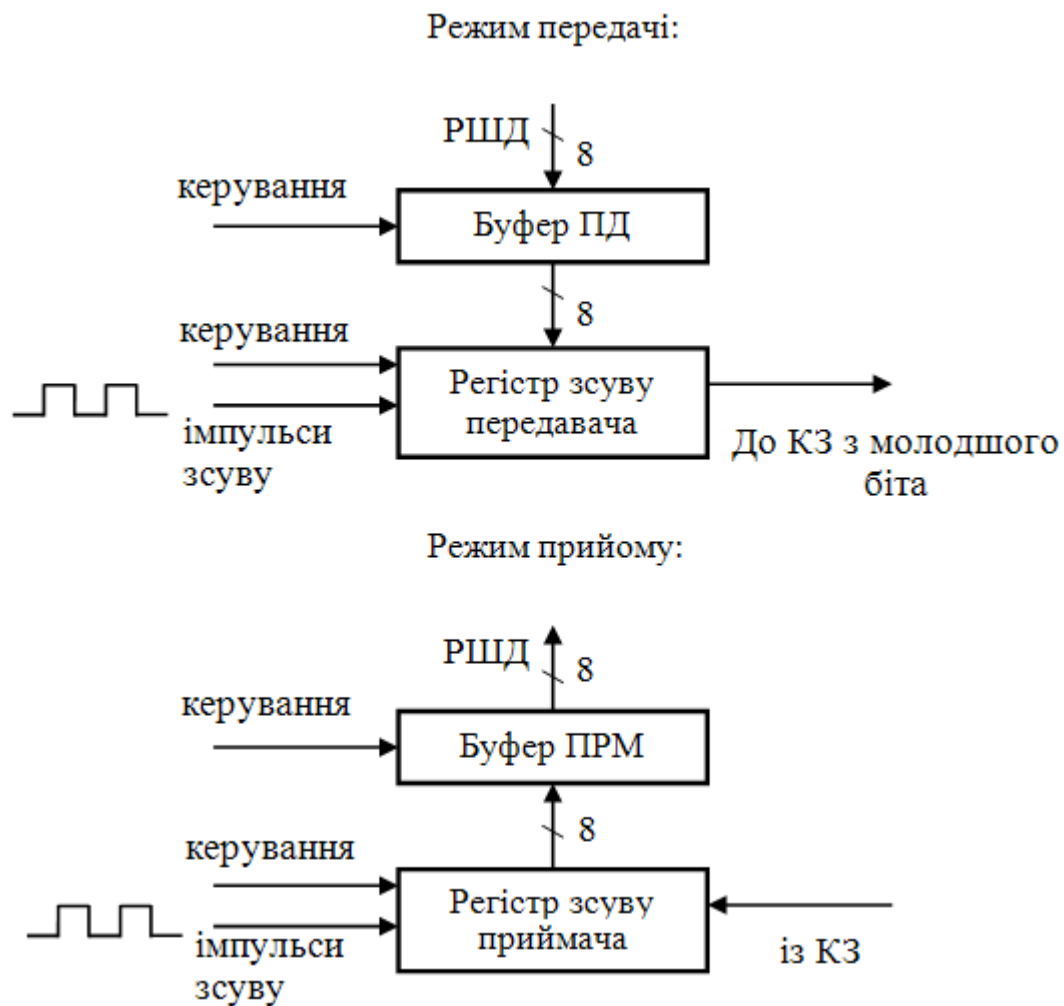 Режим передачі:
РШД
8
керування
Буфер ПД
8
керування
Регістр зсуву
передавача
імпульси
зсуву
До КЗ з молодшого
біта
Режим прийому:
РШД
8
керування
Буфер ПРМ
8
керування
Регістр зсуву
приймача
імпульси
зсуву
із КЗ